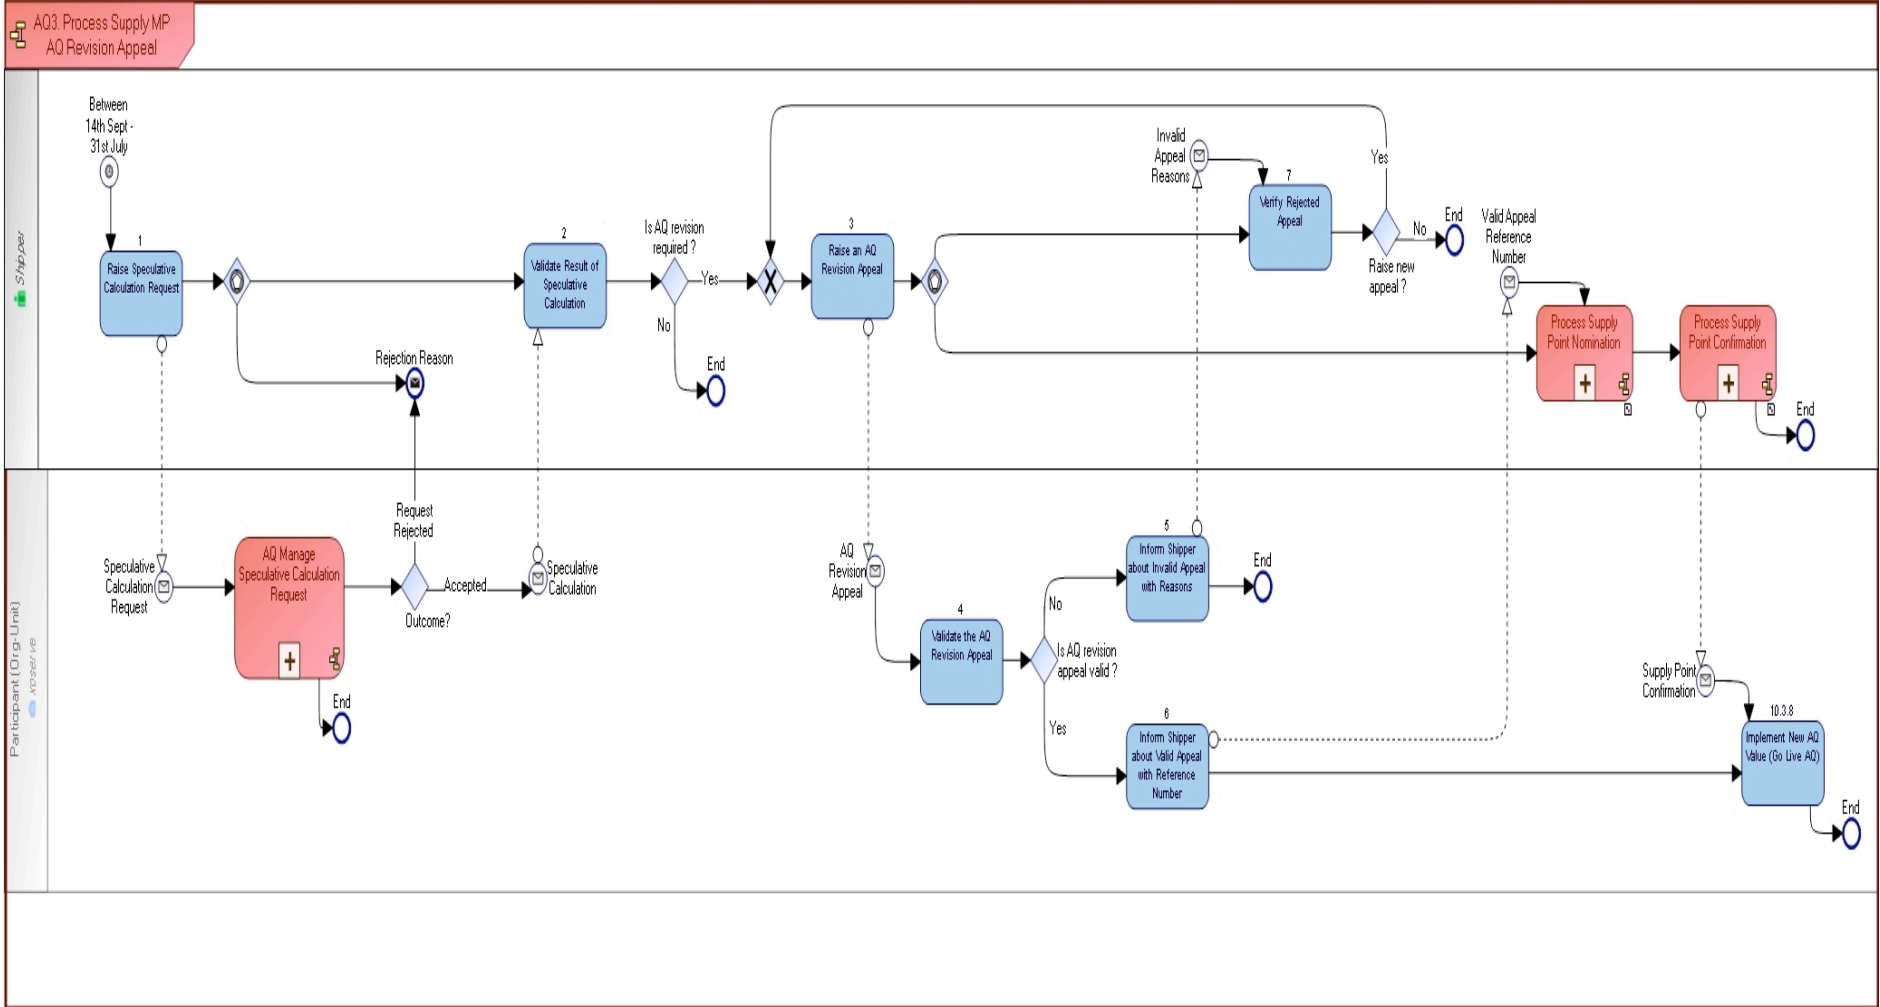 AQ3. Process Supply MP
AQ Revision Appeal
Shipper
Between
14th Sept -
31st July
1
Raise Speculative
Calculation Request
Rejection Reason
2
Validate Result of
Speculative
Calculation
Is AQ revision
required ?
Yes
No
End
3
Raise an AQ
Revision Appeal
Invalid
Appeal
Reasons
7
Verify Rejected
Appeal
Yes
No
Raise new
appeal ?
End
Valid Appeal
Reference
Number
Process Supply
Point Nomination
Process Supply
Point Confirmation
End
Participant (Org-Unit)
xoserve
Speculative
Calculation
Request
AQ Manage
Speculative Calculation
Request
End
Request
Rejected
Accepted
Outcome?
Speculative
Calculation
AQ
Revision
Appeal
4
Validate the AQ
Revision Appeal
No
Is AQ revision
appeal valid ?
Yes
5
Inform Shipper
about Invalid Appeal
with Reasons
End
6
Inform Shipper
about Valid Appeal
with Reference
Number
Supply Point
Confirmation
10.3.8
Implement New AQ
Value (Go Live AQ)
End